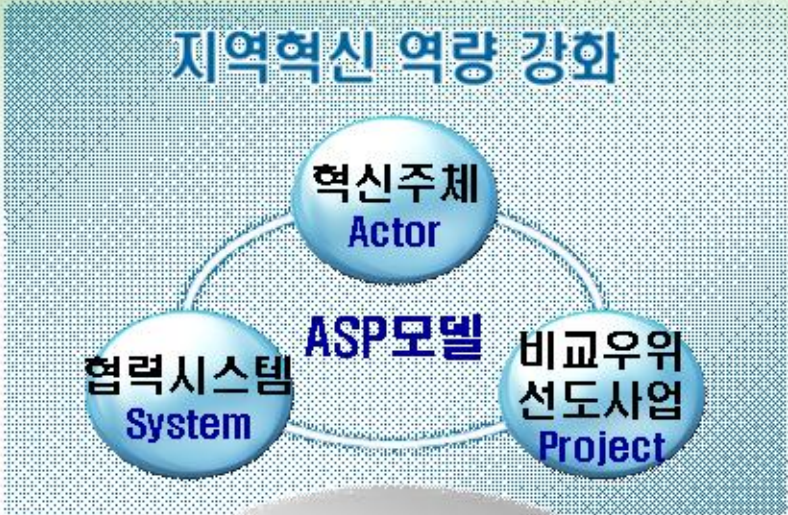 지역혁신 역량 강화
혁신주체
Actor
ASP모델
협력시스템
System
비교우위
선도사업
Project